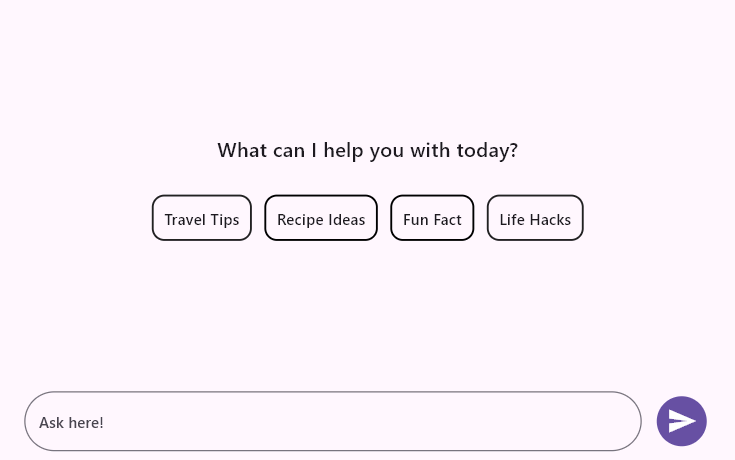 What can I help you with today?
Travel Tips
Recipe Ideas
Fun Fact
Life Hacks
Ask here!